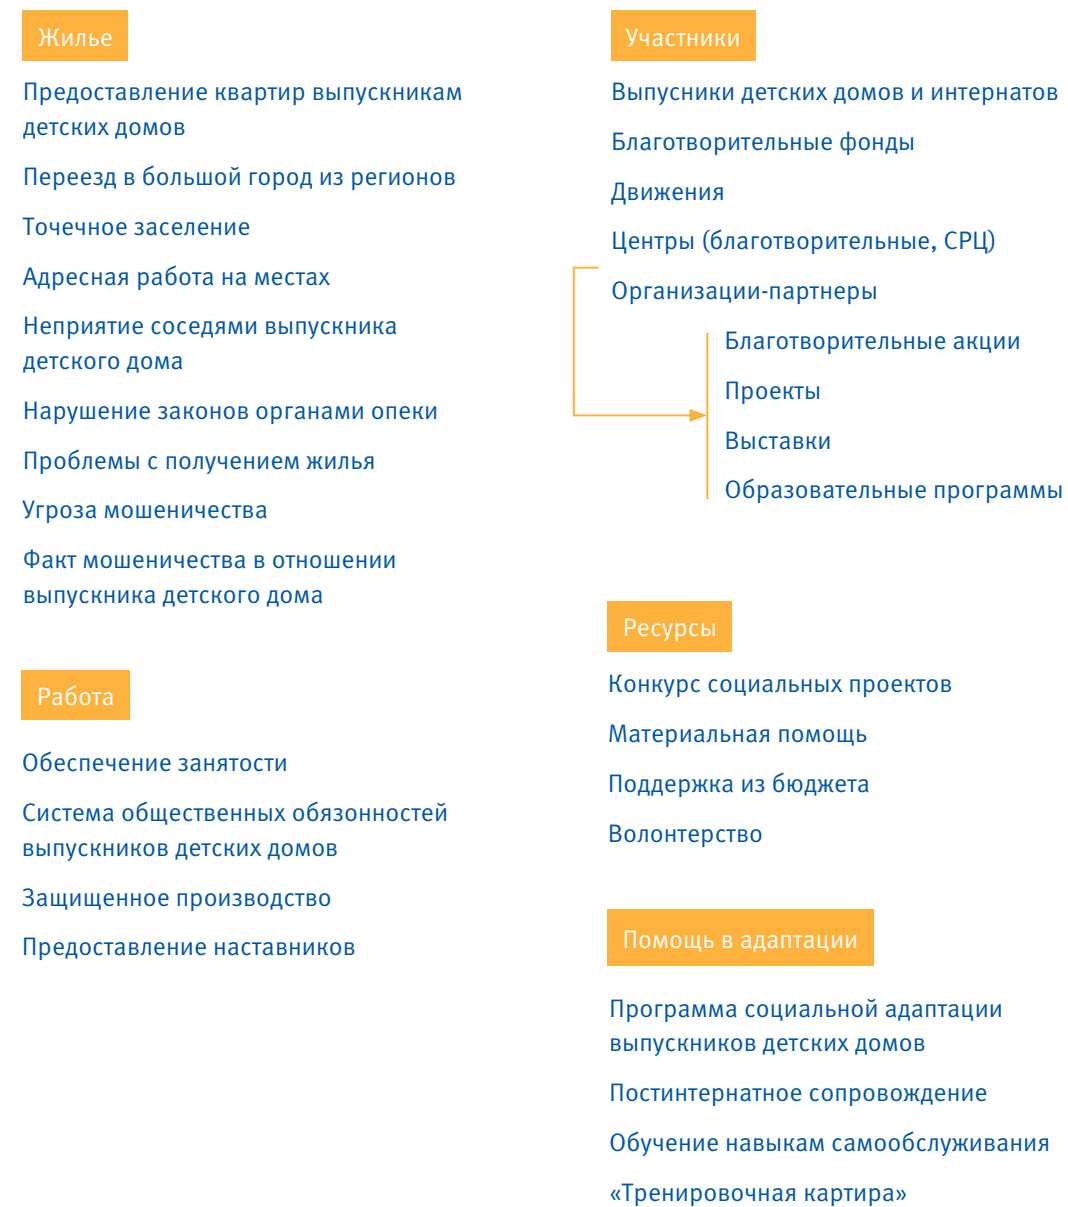 Жилье
Предоставление квартир выпускникам
детских домов
Переезд в большой город из регионов
Точечное заселение
Адресная работа на местах
Неприятие соседями выпускника
детского дома
Нарушение законов органами опеки
Проблемы с получением жилья
Угроза мошеничества
Факт мошеничества в отношении
выпускника детского дома
Работа
Обеспечение занятости
Система общественных обязонностей
выпускников детских домов
Защищенное производство
Предоставление наставников
Участники
Выпусники детских домов и интернатов
Благотворительные фонды
Движения
Центры (благотворительные, СРЦ)
Организации-партнеры
Благотворительные акции
Проекты
Выставки
Образовательные программы
Ресурсы
Конкурс социальных проектов
Материальная помощь
Поддержка из бюджета
Волонтерство
Помощь в адаптации
Программа социальной адаптации
выпускников детских домов
Постинтернатное сопровождение
Обучение навыкам самообслуживания
«Тренировочная картира»